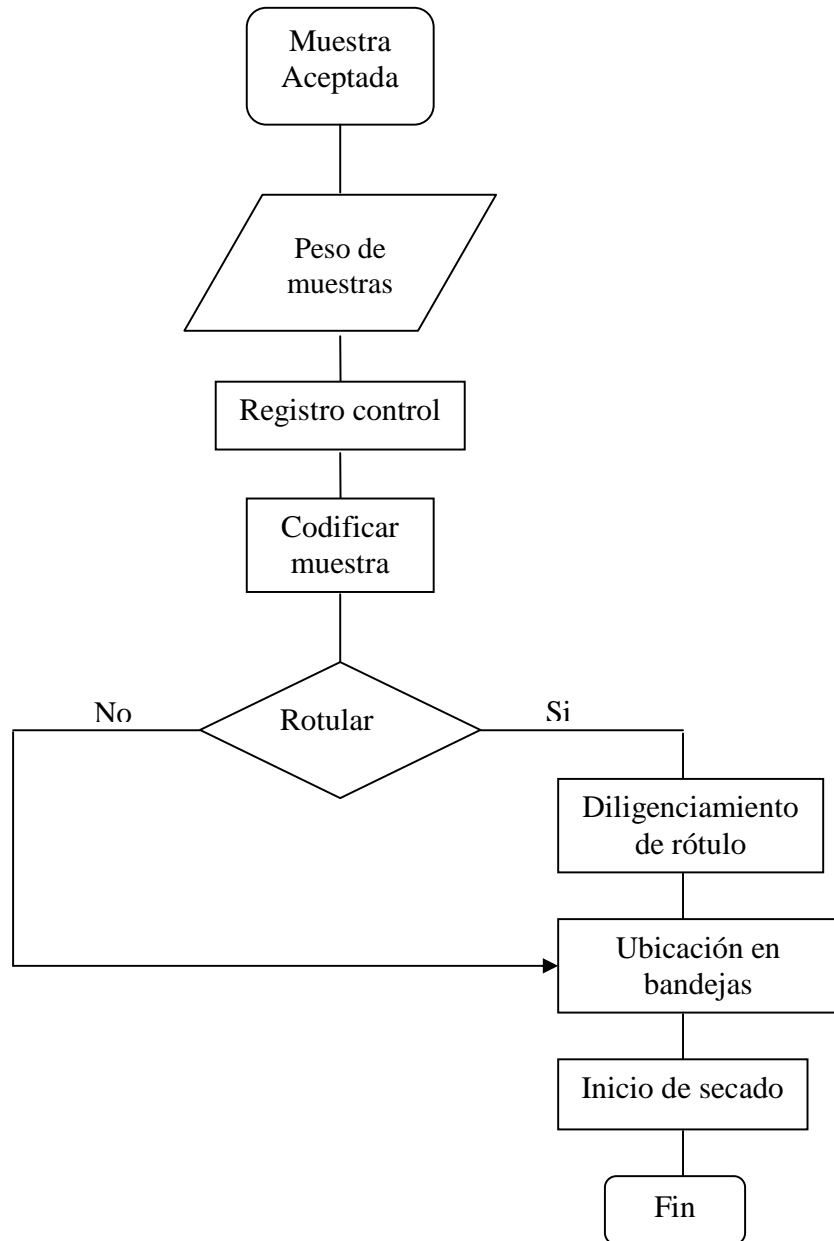 Muestra
Aceptada
Peso de
muestras
Registro control
Codificar
muestra
No
Rotular
Si
Diligenciamiento
de rótulo
Ubicación en
bandejas
Inicio de secado
Fin